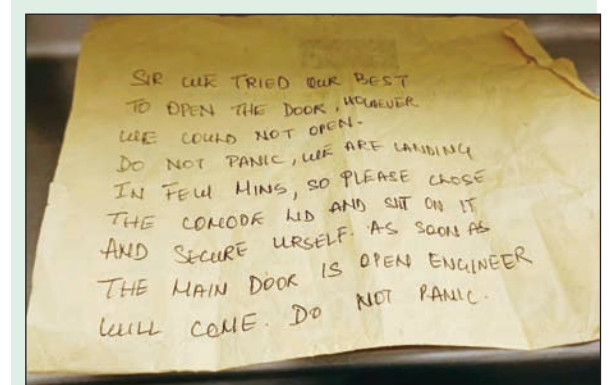 SIR WE TRIED OUR BEST
TO OPEN THE DOOR, HOWEVER
WE COULD NOT OPEN.
DO NOT PANIC, WE ARE LANDING
IN FEW MINS, SO PLEASE CLOSE
THE COMODE LID AND SIT ON IT
AND SECURE URSELF. AS SOON AS
THE MAIN DOOR IS OPEN ENGINEER
WILL COME. DO NOT PANIC.